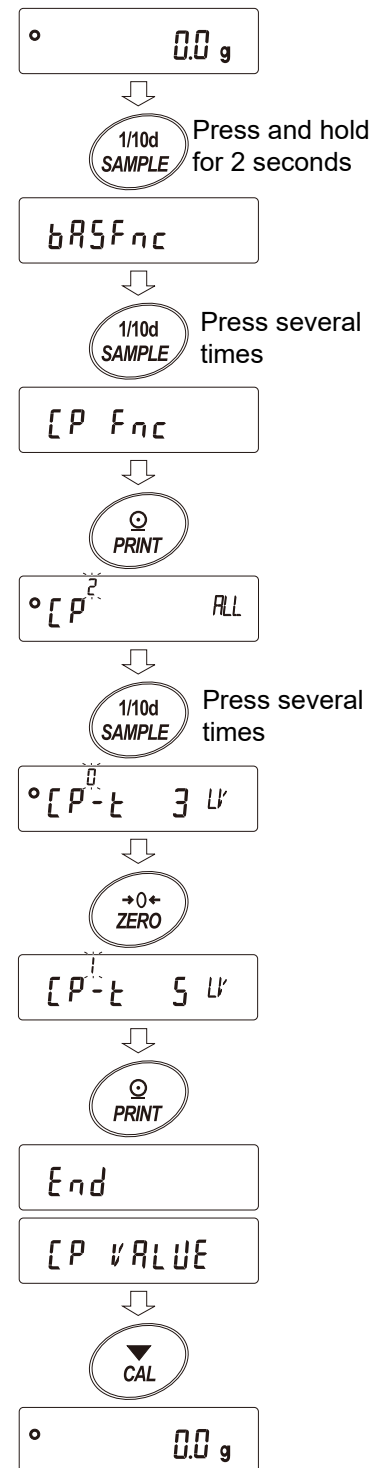 0.0 g
1/10d
SAMPLE
Press and hold
for 2 seconds
bASFnc
1/10d
SAMPLE
Press several
times
CP Fnc
PRINT
2
CP ALL
1/10d
SAMPLE
Press several
times
0
CP-t 3 LV
→0←
ZERO
1
CP-t 5 LV
PRINT
End
CP VALUE
CAL
0.0 g